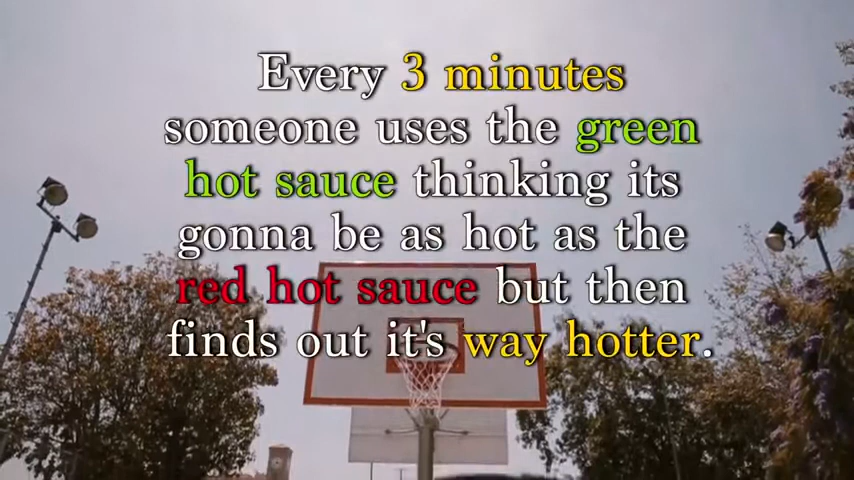 Every 3 minutes
someone uses the green
hot sauce thinking its
gonna be as hot as the
red hot sauce but then
finds out it's way hotter.